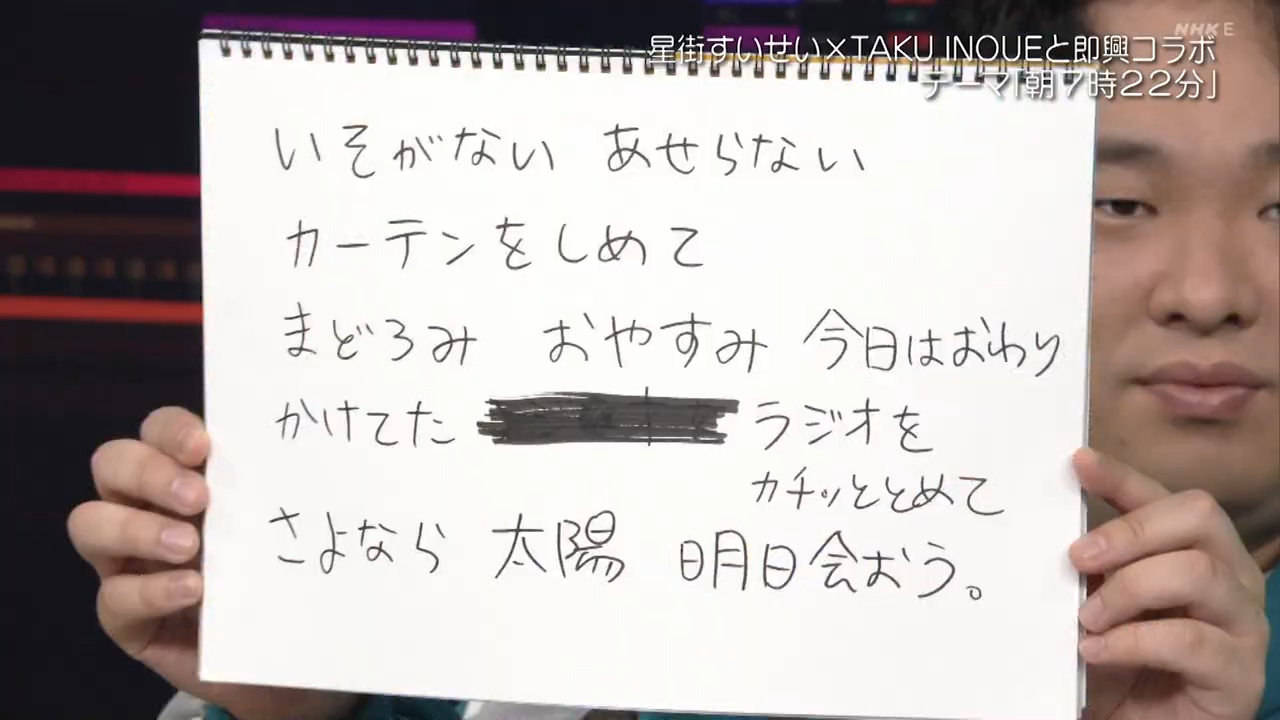 NHK E
星街すいせい×TAKU INOUEと即興コラボ
テーマ「朝7時22分」
いそがない あせらない
カーテンをしめて
まどろみ おやすみ 今日はおわり
かけてた ラジオを
カチッととめて
さよなら 太陽 明日会おう。